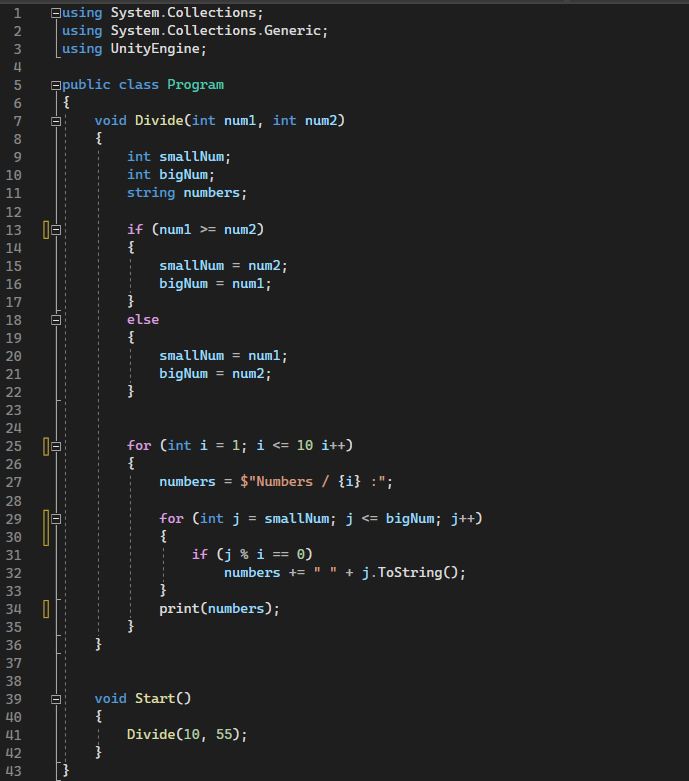 1 using System.Collections;
2 using System.Collections.Generic;
3 using UnityEngine;
4
5 public class Program
6 {
7 void Divide(int num1, int num2)
8 {
9 int smallNum;
10 int bigNum;
11 string numbers;
12
13 if (num1 >= num2)
14 {
15 smallNum = num2;
16 bigNum = num1;
17 }
18 else
19 {
20 smallNum = num1;
21 bigNum = num2;
22 }
23
24
25 for (int i = 1; i <= 10 i++)
26 {
27 numbers = $"Numbers / {i} :";
28
29 for (int j = smallNum; j <= bigNum; j++)
30 {
31 if (j % i == 0)
32 numbers += " " + j.ToString();
33 }
34 print(numbers);
35 }
36 }
37
38
39 void Start()
40 {
41 Divide(10, 55);
42 }
43 }